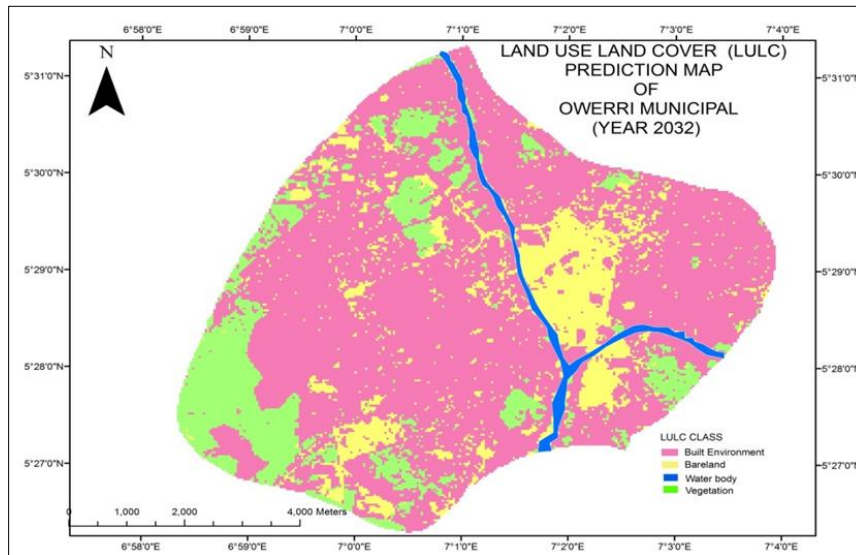 6°58'0"E 6°59'0"E 7°0'0"E 7°1'0"E 7°2'0"E 7°3'0"E 7°4'0"E
N
LAND USE LAND COVER (LULC)
PREDICTION MAP
OF
OWERRI MUNICIPAL
(YEAR 2032)
5°31'0"N 5°31'0"N
5°30'0"N 5°30'0"N
5°29'0"N 5°29'0"N
5°28'0"N 5°28'0"N
5°27'0"N 5°27'0"N
LULC CLASS
Built Environment
Bareland
Water body
Vegetation
0 1,000 2,000 4,000 Meters
6°58'0"E 6°59'0"E 7°0'0"E 7°1'0"E 7°2'0"E 7°3'0"E 7°4'0"E